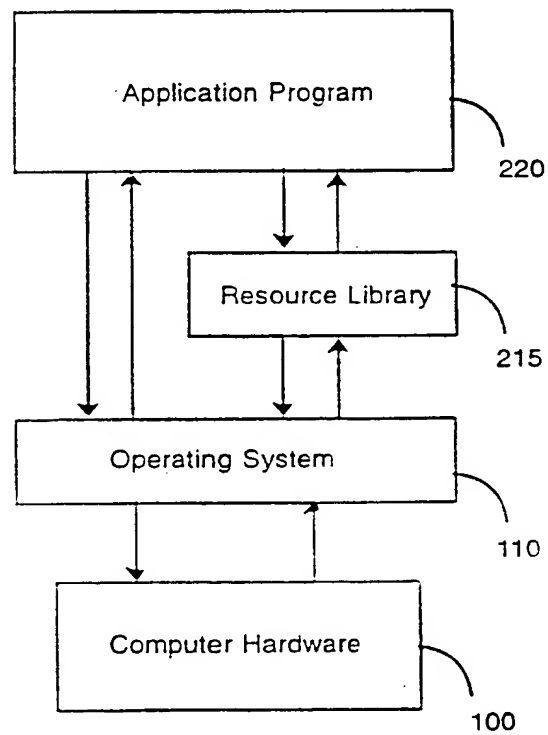 Application Program
220
Resource Library
215
Operating System
110
Computer Hardware
100